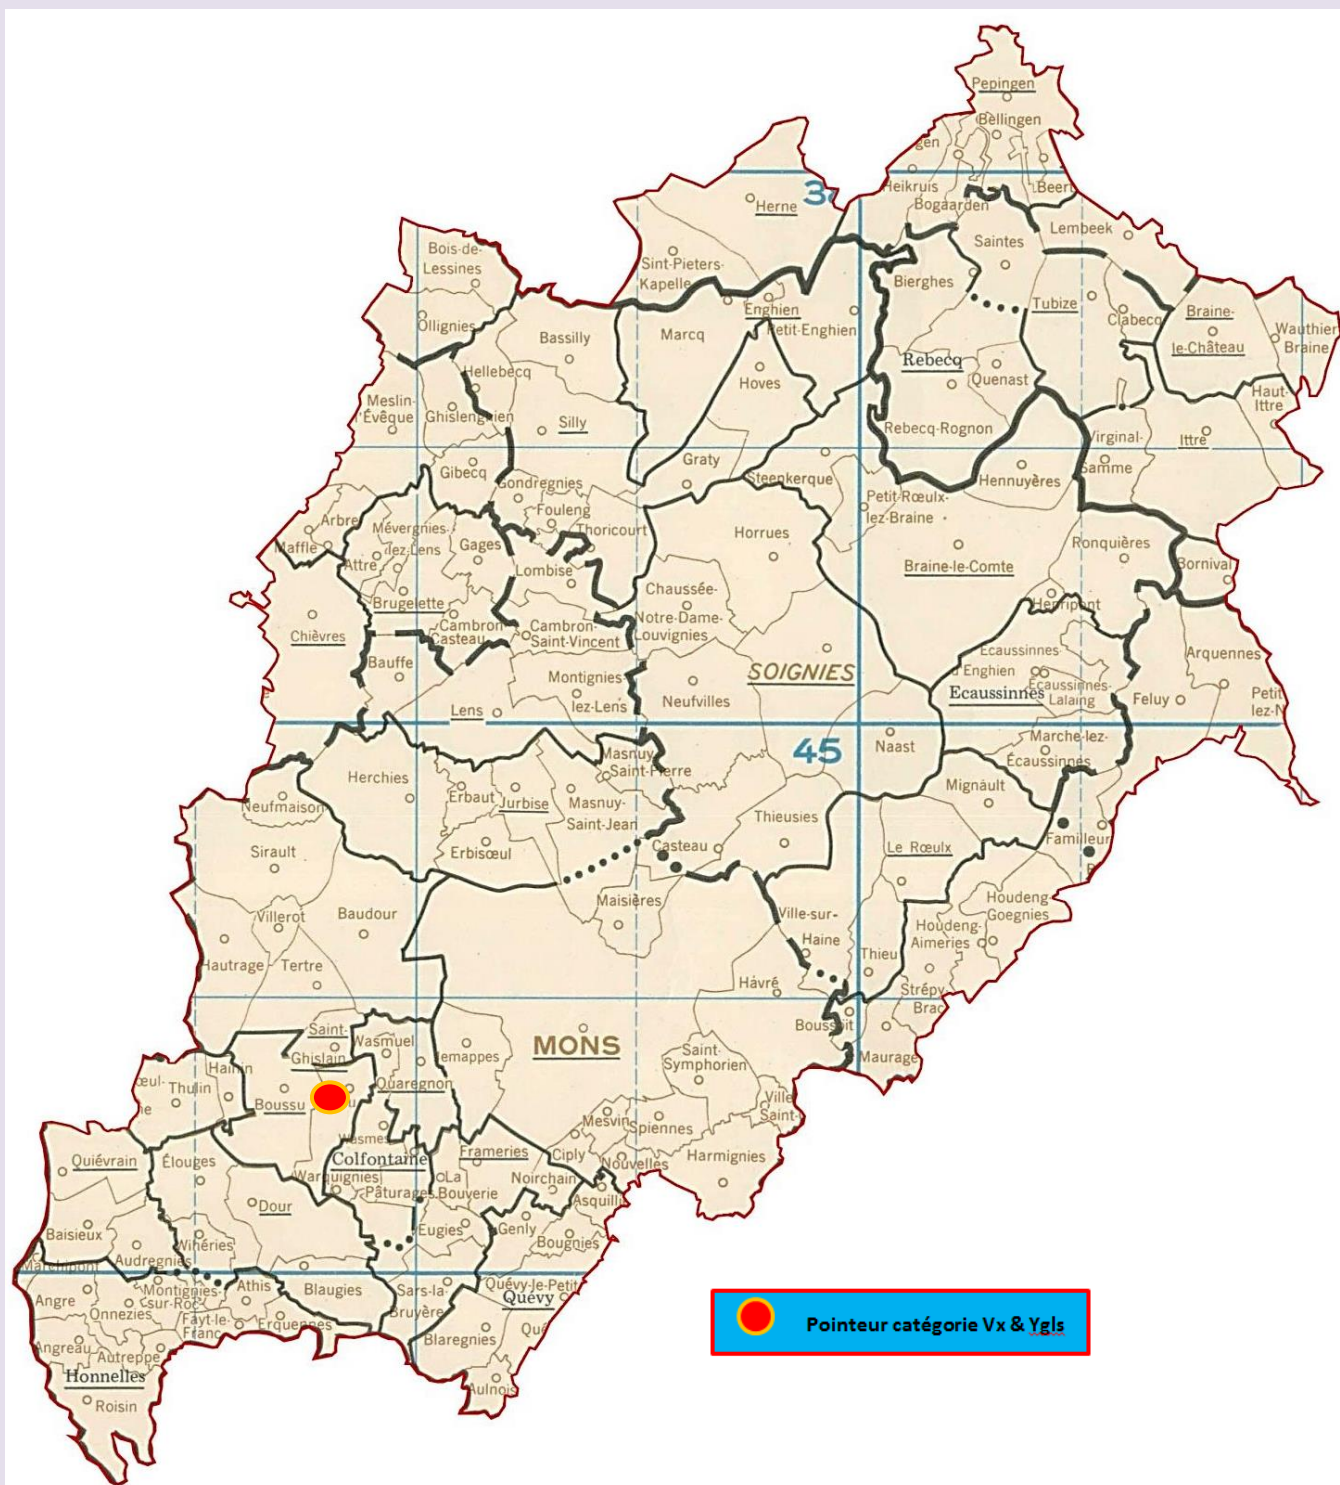 Pepingen
Bellingen
gen
Heikruis
Beert
Bogaarden
Herne
Lembeek
Saintes
Bois-de-
Lessines
Sint-Pieters-
Kapelle
Bierghes
Enghien
Tubize
Ollignies
Bassilly
Marcq
Petit-Enghien
Clabecq
Braine-
le-Château
Wauthier
Braine
Rebecq
Hellebecq
Hoves
Quenast
Meslin-
l'Évêque
Ghislenghien
Silly
Rebecq-Rognon
Haut-
Ittre
Virginal-
Samme
Ittre
Gibecq
Graty
Steenkerque
Hennuyères
Gondregnies
Petit-Rœulx-
lez-Braine
Fouleng
Arbre
Mévergnies-
lez-Lens
Thoricourt
Horrues
Maffle
Attre
Gages
Lombise
Braine-le-Comte
Ronquières
Bornival
Brugelette
Chaussée-
Notre-Dame-
Louvignies
Henripont
Chièvres
Cambron-
Casteau
Cambron-
Saint-Vincent
Bauffe
SOIGNIES
Ecaussinnes-
d'Enghien
Arquennes
Montignies-
lez-Lens
Neufvilles
Ecaussinnes
Ecaussinnes-
Lalaing
Feluy
Petit
lez-N
Lens
45
Naast
Marche-lez-
Écaussinnes
Masnuy-
Saint-Pierre
Herchies
Erbaut
Jurbise
Masnuy-
Saint-Jean
Mignault
Neufmaison
Thieusies
Familleur
Sirault
Erbisœul
Casteau
Le Rœulx
Maisières
Houdeng-
Goegnies
Villerot
Baudour
Ville-sur-
Haine
Houdeng-
Aimeries
Hautrage
Tertre
Thieu
Havré
Strépy-
Brac
Saint-
Ghislain
Wasmuel
Jemappes
MONS
Boussoit
Maurage
Saint-
Symphorien
Hainin
Thulin
Quaregnon
Boussu
Ville
Saint-
Mesvin
Spiennes
Wasmes
Colfontaine
Frameries
Ciply
Nouvelles
Harmignies
Quiévrain
Élouges
Warquignies
Pâturages
La
Bouverie
Noirchain
Asquilli
Dour
Baisieux
Eugies
Genly
Bougnies
Audregnies
Wihéries
Marchipont
Montignies-
sur-Roc
Athis
Blaugies
Sars-la-
Bruyère
Quévy-le-Petit
Quévy
Angre
Onnezies
Fayt-le-
Franc
Erquennes
Blaregnies
Qué
Angreau
Autreppe
Honnelles
Aulnois
Roisin
Pointeur catégorie Vx & Ygls